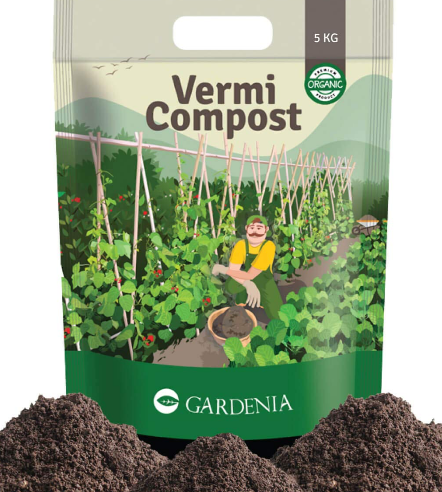 5 KG
PREMIUM
ORGANIC
PRODUCT
Vermi
Compost
GARDENIA